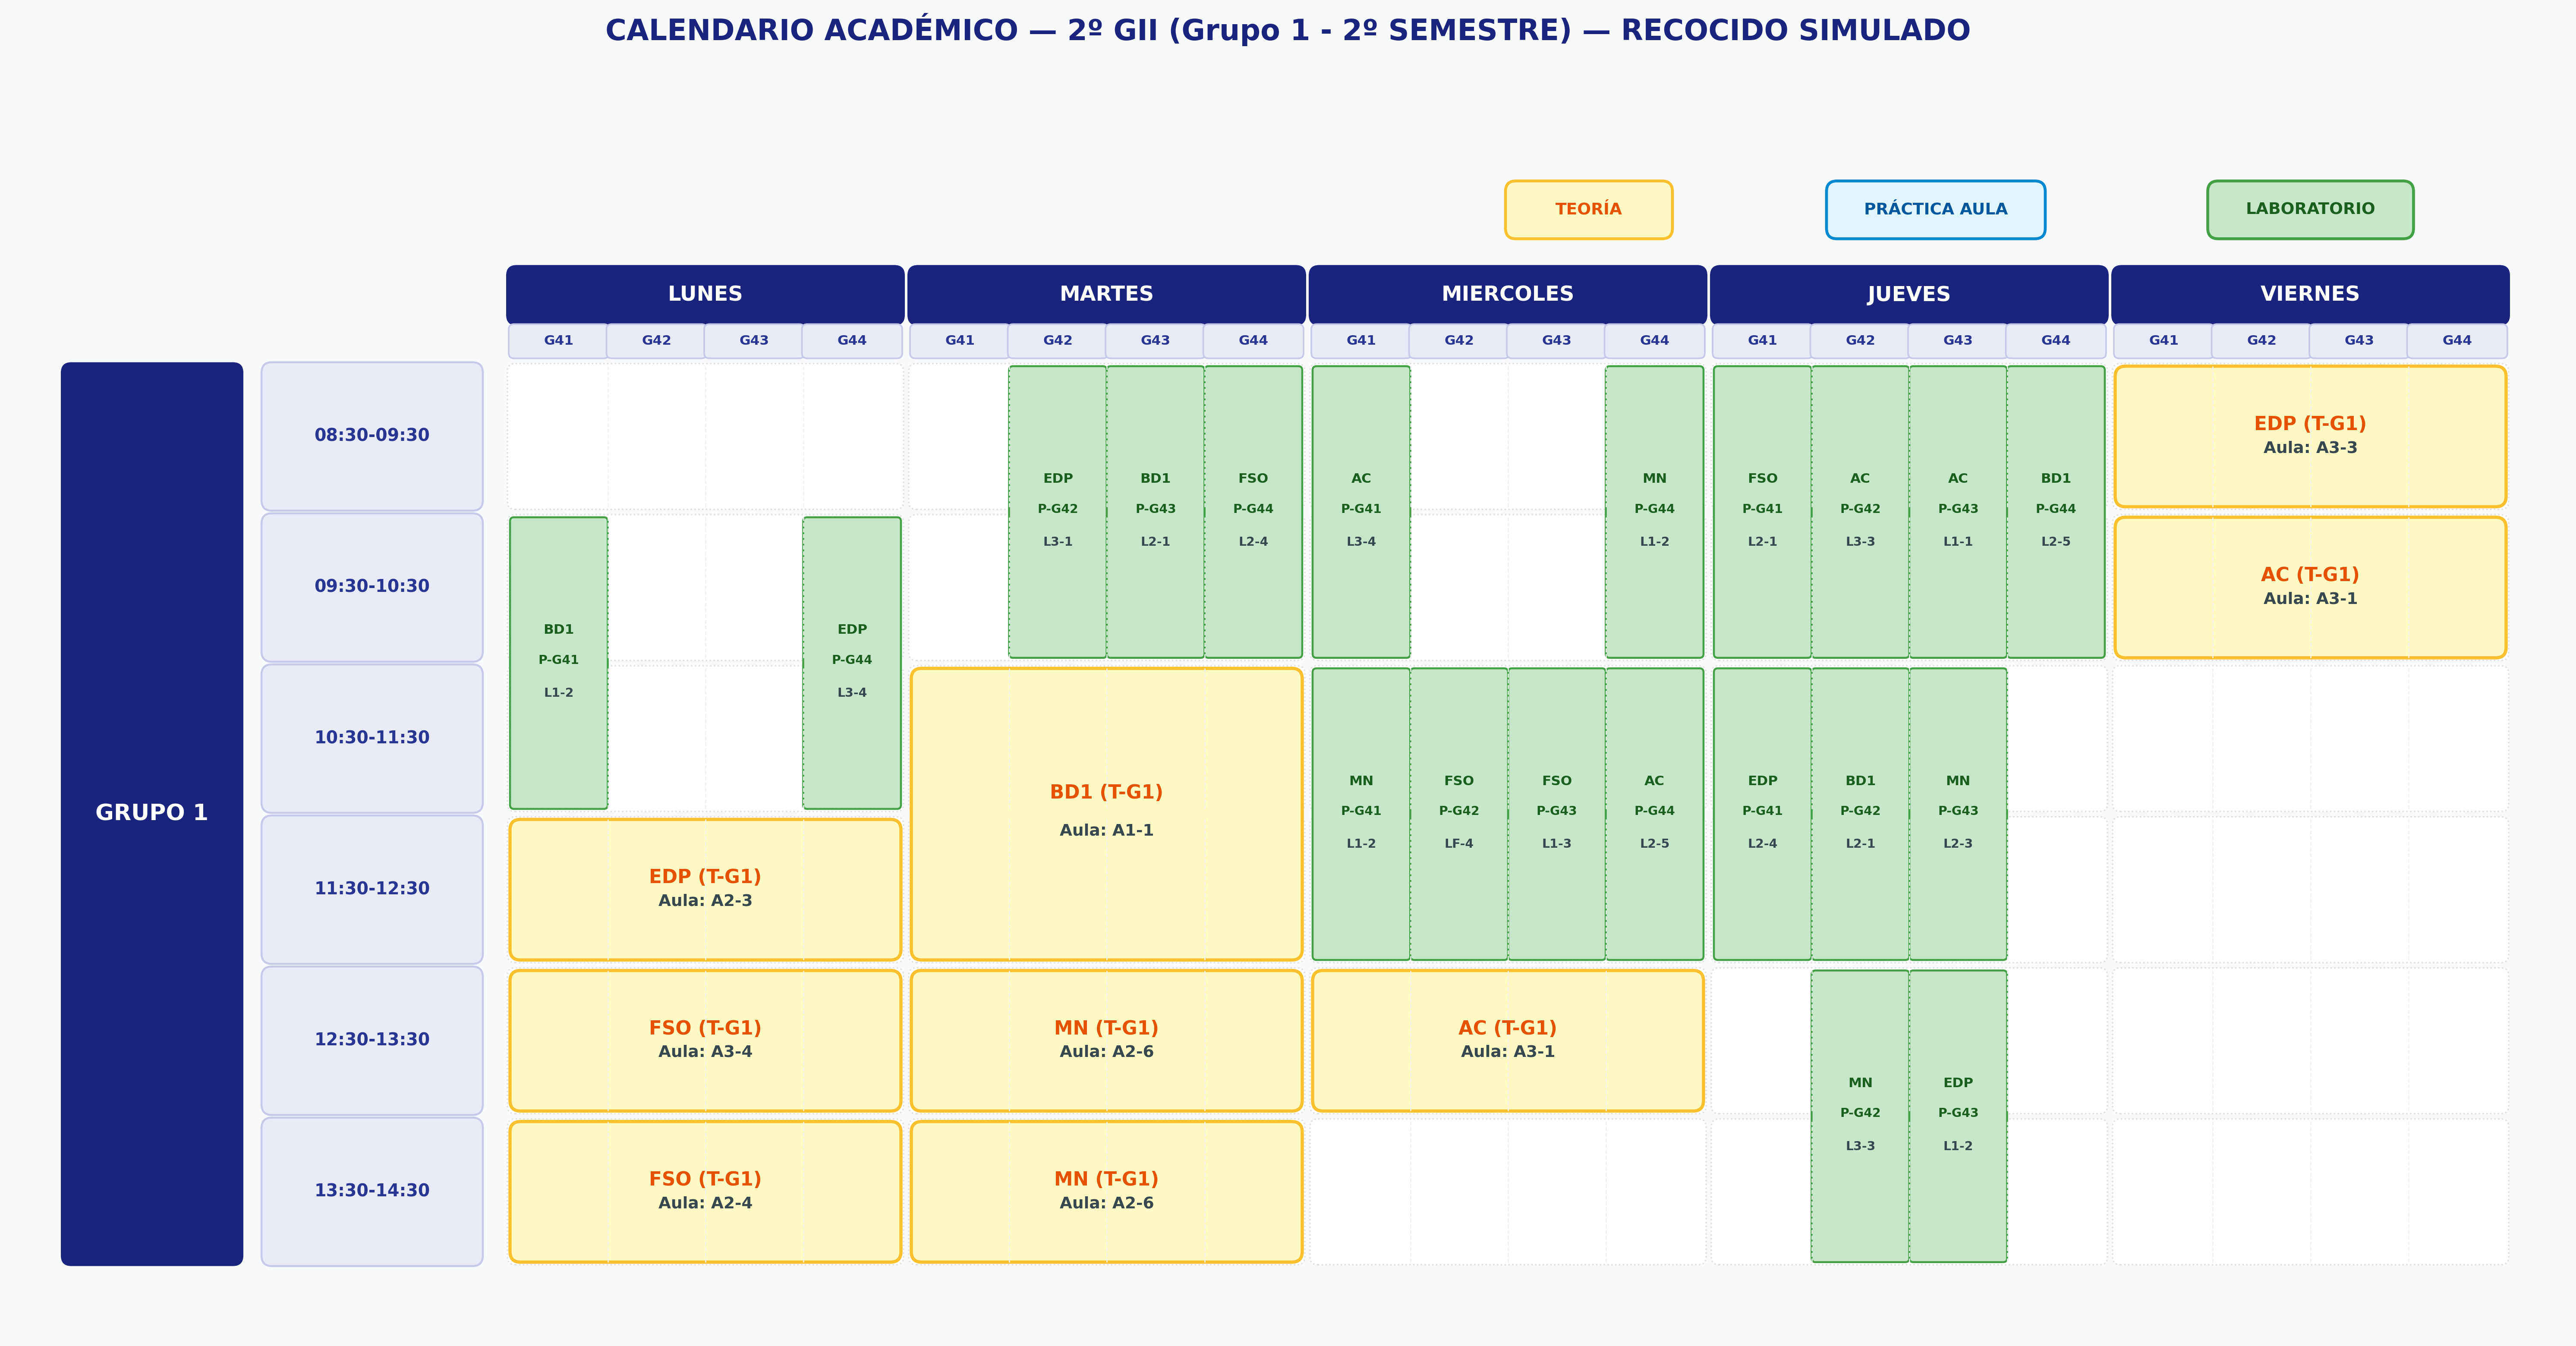 CALENDARIO ACADÉMICO — 2º GII (Grupo 1 - 2º SEMESTRE) — RECOCIDO SIMULADO
TEORÍA
PRÁCTICA AULA
LABORATORIO
LUNES
MARTES
MIERCOLES
JUEVES
VIERNES
G41
G42
G43
G44
G41
G42
G43
G44
G41
G42
G43
G44
G41
G42
G43
G44
G41
G42
G43
G44
GRUPO 1
08:30-09:30
09:30-10:30
10:30-11:30
11:30-12:30
12:30-13:30
13:30-14:30
BD1
P-G41
L1-2
EDP
P-G44
L3-4
EDP (T-G1)
Aula: A2-3
FSO (T-G1)
Aula: A3-4
FSO (T-G1)
Aula: A2-4
EDP
P-G42
L3-1
BD1
P-G43
L2-1
FSO
P-G44
L2-4
BD1 (T-G1)
Aula: A1-1
MN (T-G1)
Aula: A2-6
MN (T-G1)
Aula: A2-6
AC
P-G41
L3-4
MN
P-G44
L1-2
MN
P-G41
L1-2
FSO
P-G42
LF-4
FSO
P-G43
L1-3
AC
P-G44
L2-5
AC (T-G1)
Aula: A3-1
FSO
P-G41
L2-1
AC
P-G42
L3-3
AC
P-G43
L1-1
BD1
P-G44
L2-5
EDP
P-G41
L2-4
BD1
P-G42
L2-1
MN
P-G43
L2-3
MN
P-G42
L3-3
EDP
P-G43
L1-2
EDP (T-G1)
Aula: A3-3
AC (T-G1)
Aula: A3-1